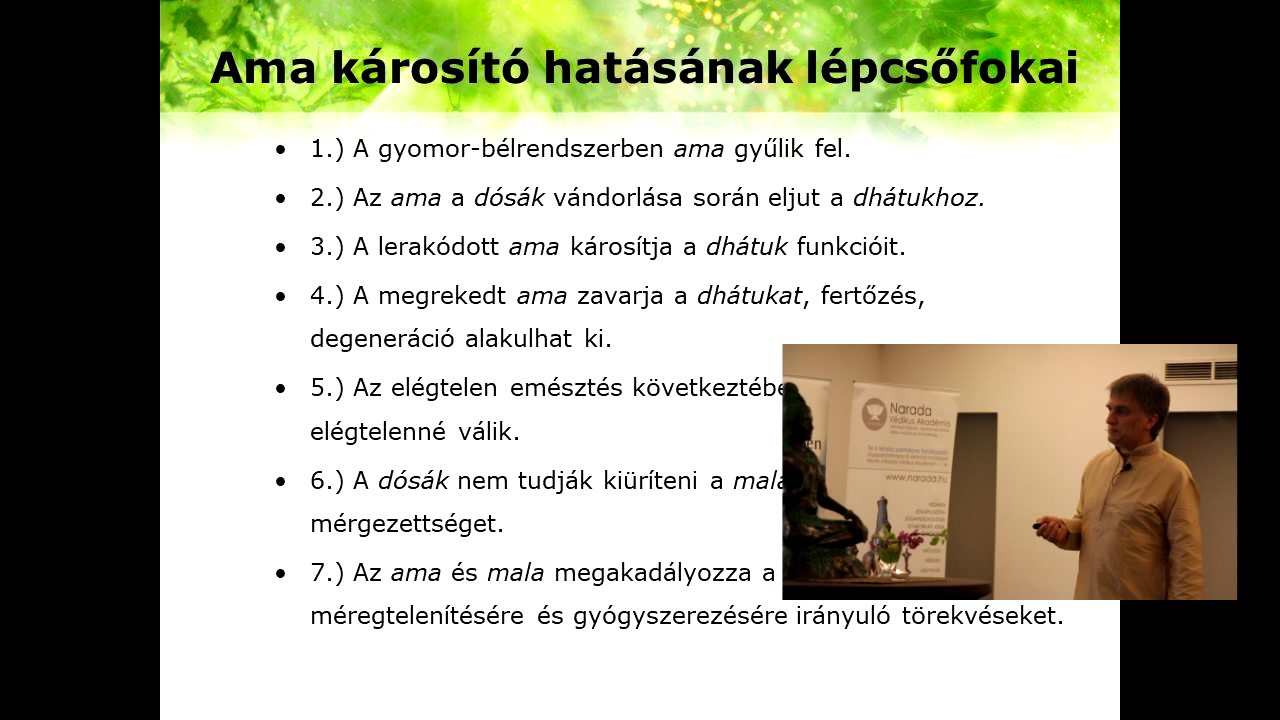 Ama károsító hatásának lépcsőfokai
• 1.) A gyomor-bélrendszerben ama gyűlik fel.
• 2.) Az ama a dósák vándorlása során eljut a dhátukhoz.
• 3.) A lerakódott ama károsítja a dhátuk funkcióit.
• 4.) A megrekedt ama zavarja a dhátukat, fertőzés,
degeneráció alakulhat ki.
• 5.) Az elégtelen emésztés
elégtelenné válik.
• 6.) A dósák nem tudják kiüríteni a
mérgezettséget.
• 7.) Az ama és mala megakadályozza a
méregtelenítésére és gyógyszerezésére irányuló törekvéseket.
Narada
Védikus Akadémia
www.narada.hu